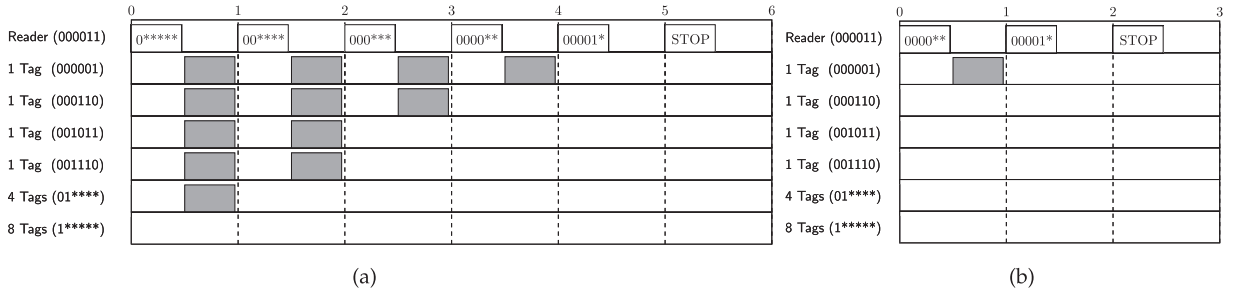 0 1 2 3 4 5 6
Reader (000011) 0***** 00**** 000*** 0000** 00001* STOP
1 Tag (000001)
1 Tag (000110)
1 Tag (001011)
1 Tag (001110)
4 Tags (01****)
8 Tags (1*****)
(a)
0 1 2 3
Reader (000011) 0000** 00001* STOP
1 Tag (000001)
1 Tag (000110)
1 Tag (001011)
1 Tag (001110)
4 Tags (01****)
8 Tags (1*****)
(b)